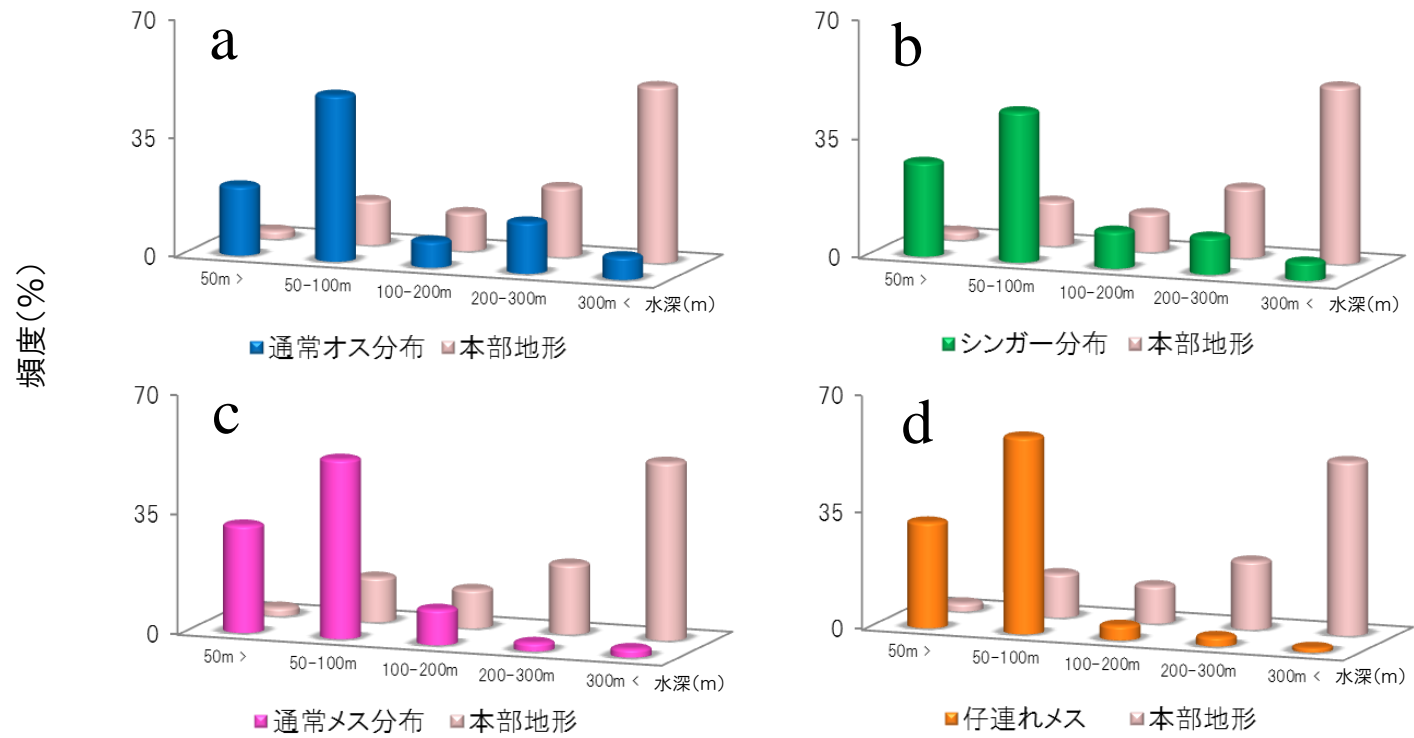 頻度(%)
a
70
35
0
50m >
50-100m
100-200m
200-300m
300m <
水深(m)
通常オス分布 本部地形
b
70
35
0
50m >
50-100m
100-200m
200-300m
300m <
水深(m)
シンガー分布 本部地形
c
70
35
0
50m >
50-100m
100-200m
200-300m
300m <
水深(m)
通常メス分布 本部地形
d
70
35
0
50m >
50-100m
100-200m
200-300m
300m <
水深(m)
仔連れメス 本部地形